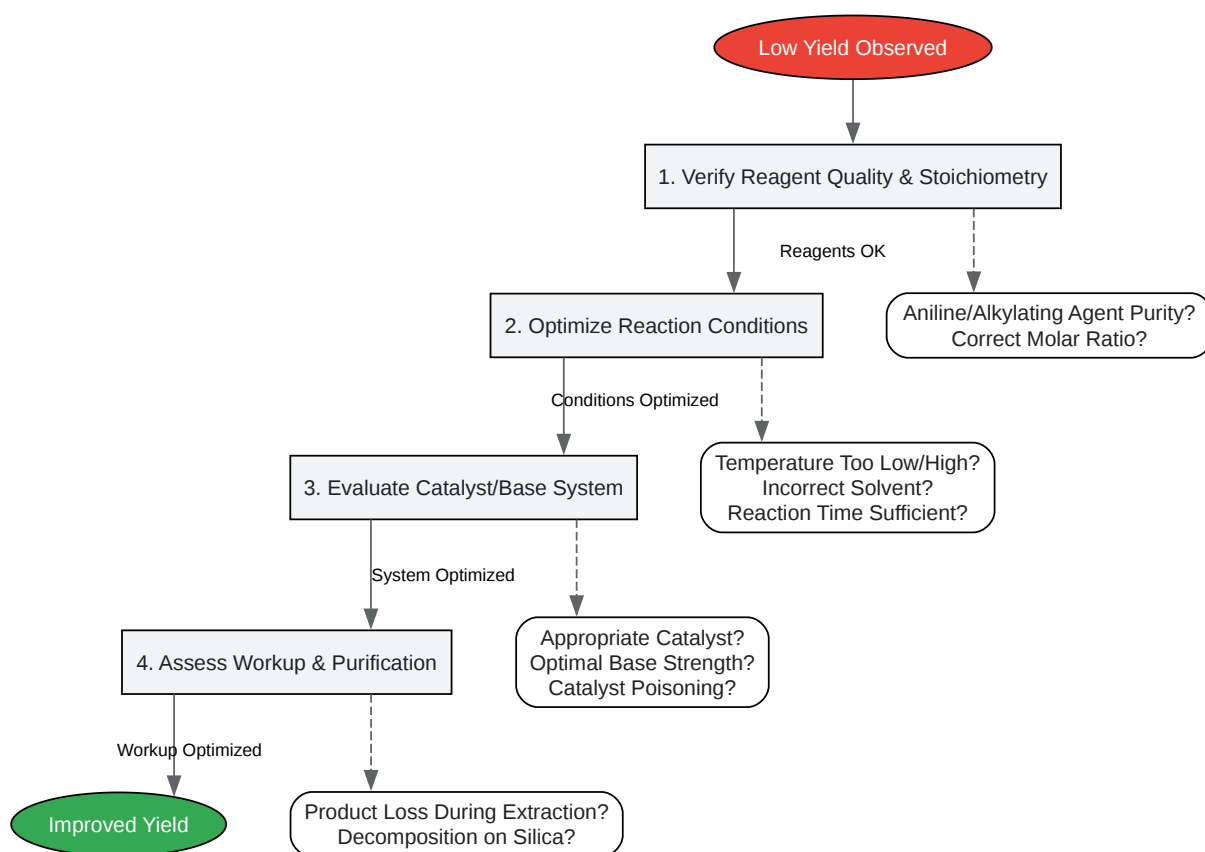 Low Yield Observed
1. Verify Reagent Quality & Stoichiometry
Reagents OK
Aniline/Alkylating Agent Purity?
Correct Molar Ratio?
2. Optimize Reaction Conditions
Conditions Optimized
Temperature Too Low/High?
Incorrect Solvent?
Reaction Time Sufficient?
3. Evaluate Catalyst/Base System
System Optimized
Appropriate Catalyst?
Optimal Base Strength?
Catalyst Poisoning?
4. Assess Workup & Purification
Workup Optimized
Product Loss During Extraction?
Decomposition on Silica?
Improved Yield